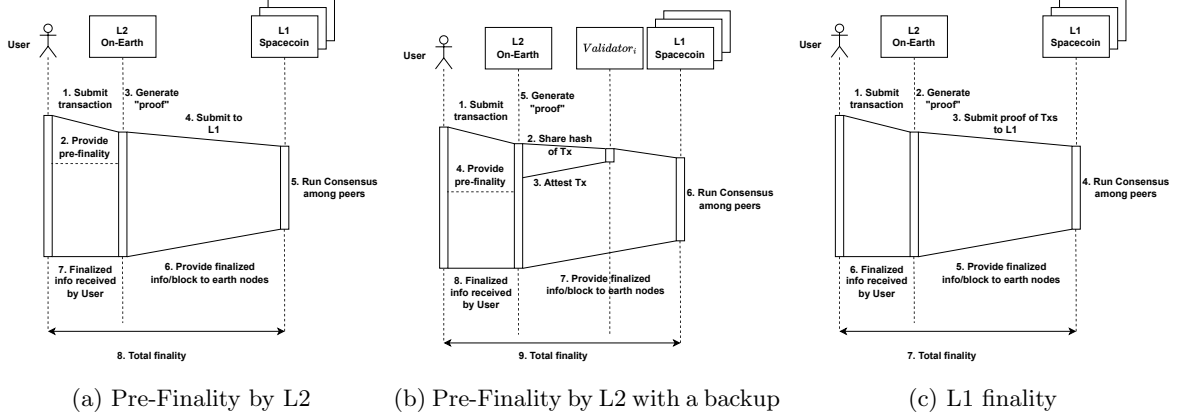 User
L2
On-Earth
L1
Spacecoin
1. Submit
transaction
3. Generate
"proof"
4. Submit to
L1
2. Provide
pre-finality
5. Run Consensus
among peers
7. Finalized
info received
by User
6. Provide finalized
info/block to earth nodes
8. Total finality
(a) Pre-Finality by L2
User
L2
On-Earth
Validator_i
L1
Spacecoin
5. Generate
"proof"
1. Submit
transaction
2. Share hash
of Tx
4. Provide
pre-finality
3. Attest Tx
6. Run Consensus
among peers
8. Finalized
info received
by User
7. Provide finalized
info/block to earth nodes
9. Total finality
(b) Pre-Finality by L2 with a backup
User
L2
On-Earth
L1
Spacecoin
1. Submit
transaction
2. Generate
"proof"
3. Submit proof of Txs
to L1
4. Run Consensus
among peers
6. Finalized
info received
by User
5. Provide finalized
info/block to earth nodes
7. Total finality
(c) L1 finality